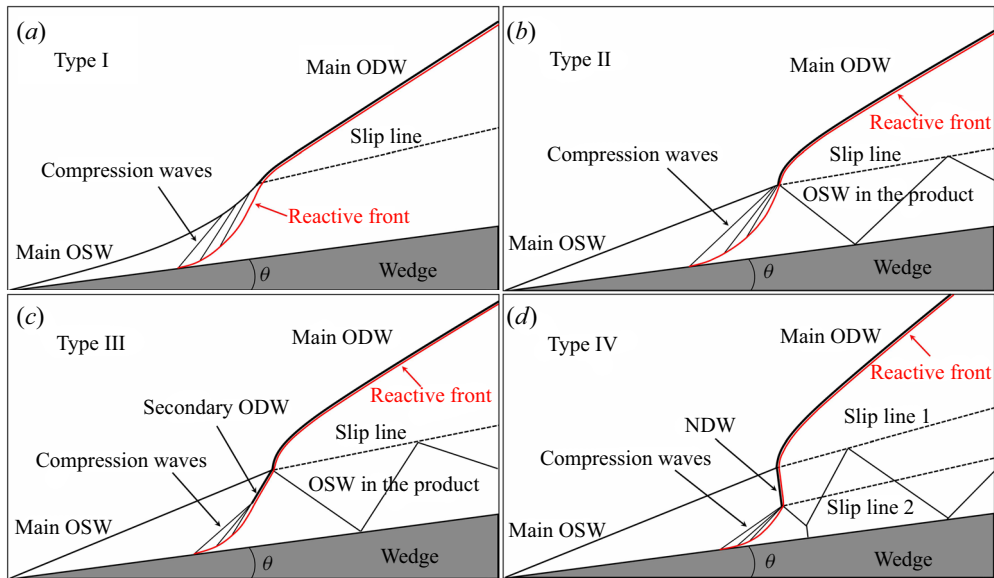 (a)
Type I
Main ODW
Slip line
Compression waves
Reactive front
Main OSW
θ
Wedge
(b)
Type II
Main ODW
Reactive front
Compression waves
Slip line
OSW in the product
Main OSW
θ
Wedge
(c)
Type III
Main ODW
Reactive front
Secondary ODW
Slip line
Compression waves
OSW in the product
Main OSW
θ
Wedge
(d)
Type IV
Main ODW
Reactive front
Slip line 1
NDW
Compression waves
Slip line 2
Main OSW
θ
Wedge